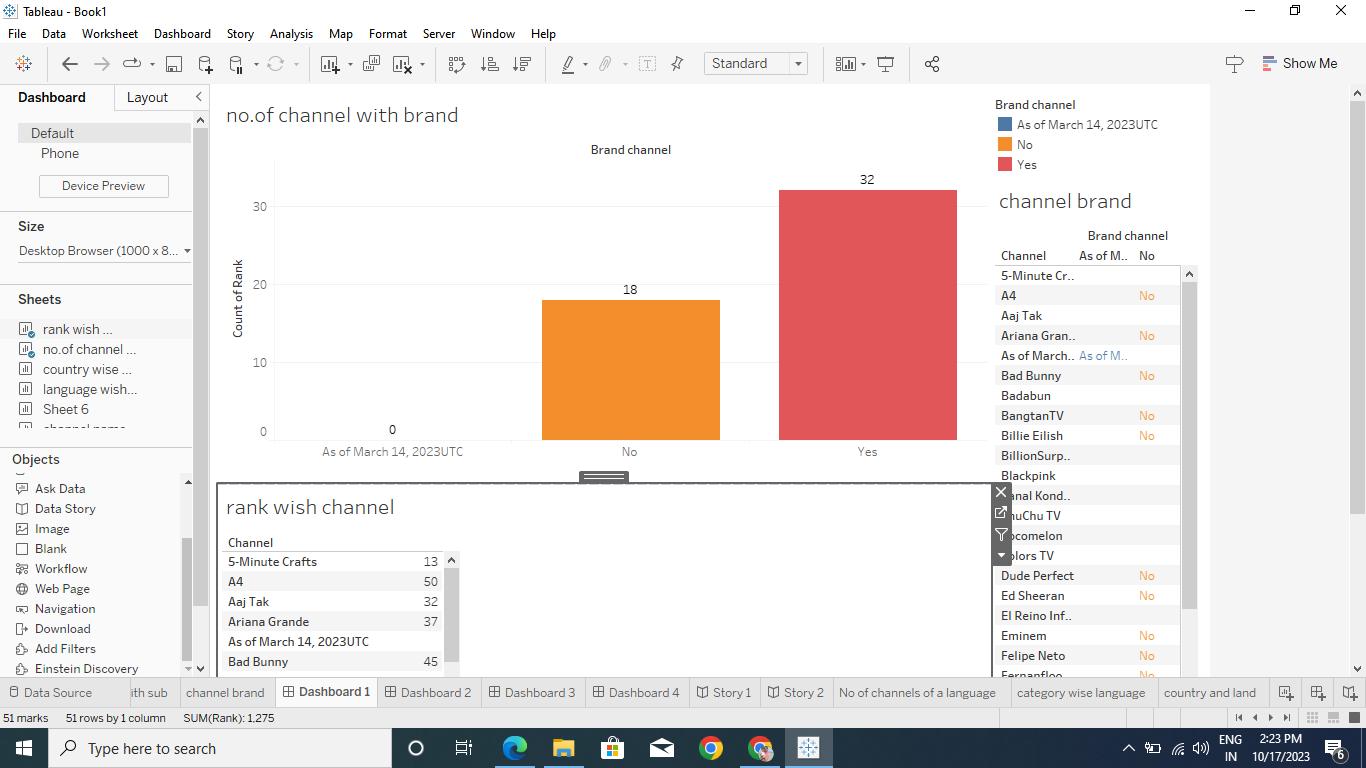 Tableau - Book1
File Data Worksheet Dashboard Story Analysis Map Format Server Window Help
Standard
Show Me
Dashboard Layout
Default
Phone
Device Preview
Size
Desktop Browser (1000 x 8...
Sheets
rank wish ...
no.of channel ...
country wise ...
language wish...
Sheet 6
Objects
Ask Data
Data Story
Image
Blank
Workflow
Web Page
Navigation
Download
Add Filters
Einstein Discovery
no.of channel with brand
Brand channel
Count of Rank
30
20
10
0
0
18
32
As of March 14, 2023UTC No Yes
Brand channel
As of March 14, 2023UTC
No
Yes
channel brand
Brand channel
Channel As of M.. No
5-Minute Cr..
A4 No
Aaj Tak
Ariana Gran.. No
As of March.. As of M..
Bad Bunny No
Badabun
BangtanTV No
Billie Eilish No
BillionSurp..
Blackpink
anal Kond..
huChu TV
ocomelon
olors TV
Dude Perfect No
Ed Sheeran No
El Reino Inf..
Eminem No
Felipe Neto No
rank wish channel
Channel
5-Minute Crafts 13
A4 50
Aaj Tak 32
Ariana Grande 37
As of March 14, 2023UTC
Bad Bunny 45
Data Source ith sub channel brand Dashboard 1 Dashboard 2 Dashboard 3 Dashboard 4 Story 1 Story 2 No of channels of a language category wise language country and land
51 marks 51 rows by 1 column SUM(Rank): 1,275
Type here to search
ENG
IN
2:23 PM
10/17/2023
6